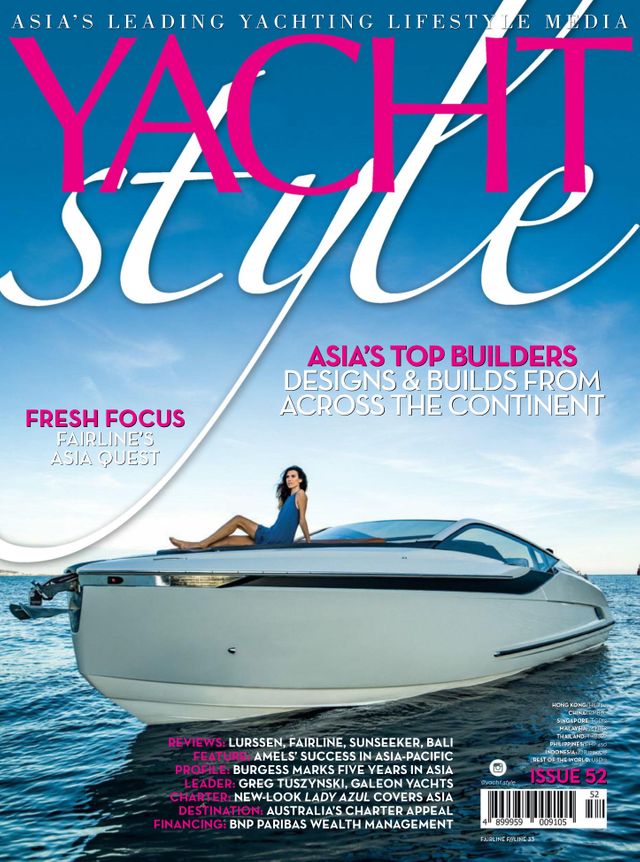 ASIA'S LEADING YACHTING LIFESTYLE MEDIA
YACHT
style
ASIA'S TOP BUILDERS
DESIGNS & BUILDS FROM
ACROSS THE CONTINENT
FRESH FOCUS
FAIRLINE'S
ASIA QUEST
REVIEWS: LURSSEN, FAIRLINE, SUNSEEKER, BALI
FEATURE: AMELS' SUCCESS IN ASIA-PACIFIC
PROFILE: BURGESS MARKS FIVE YEARS IN ASIA
LEADER: GREG TUSZYNSKI, GALEON YACHTS
CHARTER: NEW-LOOK LADY AZUL COVERS ASIA
DESTINATION: AUSTRALIA'S CHARTER APPEAL
FINANCING: BNP PARIBAS WEALTH MANAGEMENT
HONG KONG:
CHINA:
SINGAPORE:
MALAYSIA:
THAILAND:
PHILIPPINES:
INDONESIA:
REST OF THE WORLD:
@yachtstyle
ISSUE 52
52
4 899959 009105
FAIRLINE F//LINE 33